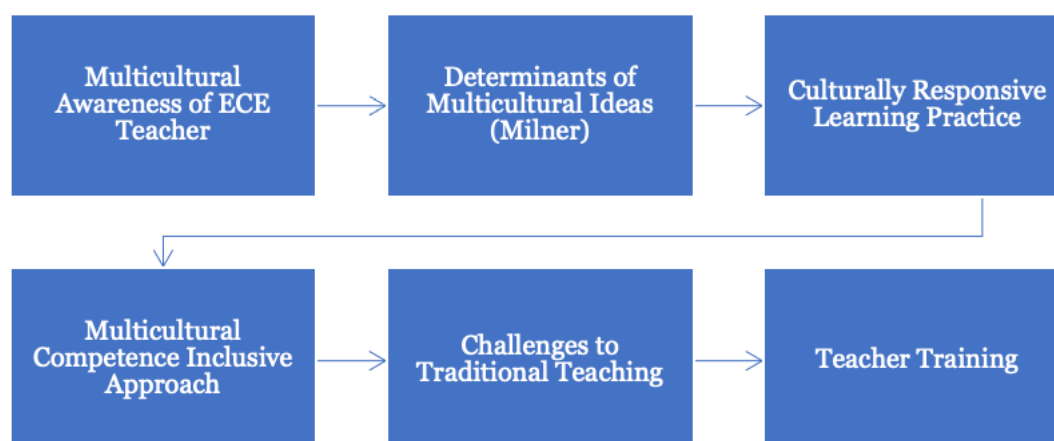 Multicultural
Awareness of ECE
Teacher
Determinants of
Multicultural Ideas
(Milner)
Culturally Responsive
Learning Practice
Multicultural
Competence Inclusive
Approach
Challenges to
Traditional Teaching
Teacher Training